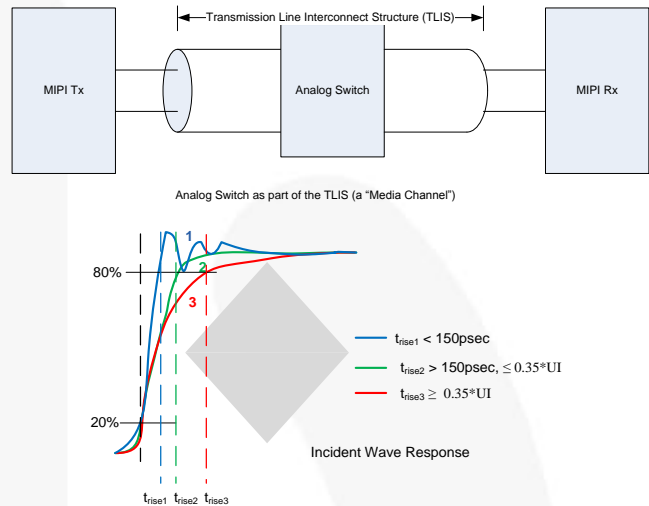 Transmission Line Interconnect Structure (TLIS)
MIPI Tx
Analog Switch
MIPI Rx
Analog Switch as part of the TLIS (a “Media Channel”)
1
80%
2
3
trise1 < 150psec
trise2 > 150psec, ≤ 0.35*UI
trise3 ≥ 0.35*UI
20%
Incident Wave Response
trise1 trise2 trise3